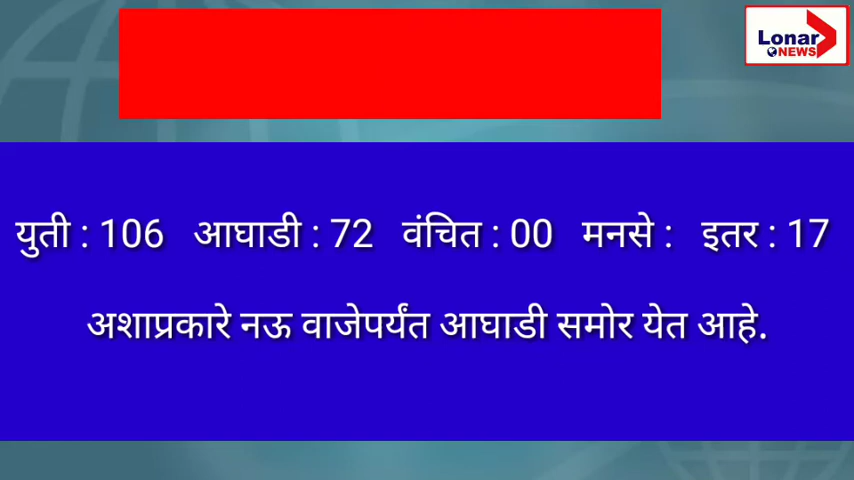 Lonar
NEWS
युती : 106 आघाडी : 72 वंचित : 00 मनसे : इतर : 17
अशाप्रकारे नऊ वाजेपर्यंत आघाडी समोर येत आहे.